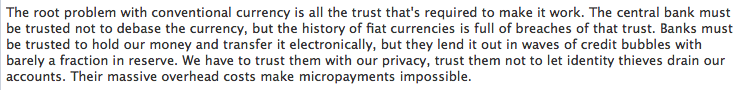 The root problem with conventional currency is all the trust that's required to make it work. The central bank must
be trusted not to debase the currency, but the history of fiat currencies is full of breaches of that trust. Banks must
be trusted to hold our money and transfer it electronically, but they lend it out in waves of credit bubbles with
barely a fraction in reserve. We have to trust them with our privacy, trust them not to let identity thieves drain our
accounts. Their massive overhead costs make micropayments impossible.